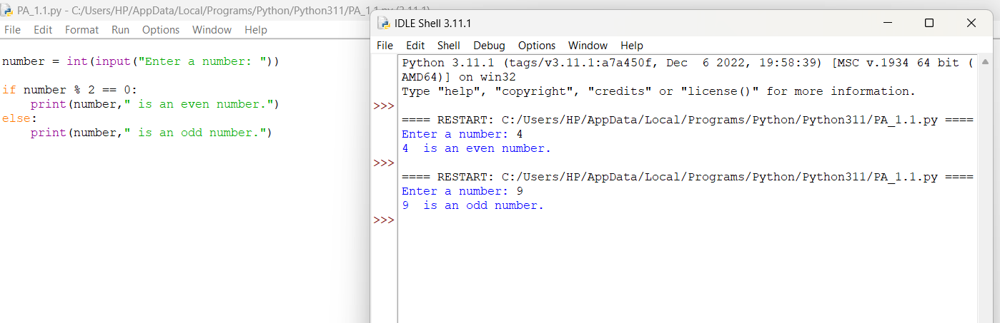 PA_1.1.py - C:/Users/HP/AppData/Local/Programs/Python/Python311/PA_1.1.py (3.11.1)
File Edit Format Run Options Window Help
number = int(input("Enter a number: "))
if number % 2 == 0:
    print(number," is an even number.")
else:
    print(number," is an odd number.")
IDLE Shell 3.11.1
File Edit Shell Debug Options Window Help
Python 3.11.1 (tags/v3.11.1:a7a450f, Dec  6 2022, 19:58:39) [MSC v.1934 64 bit (
AMD64)] on win32
Type "help", "copyright", "credits" or "license()" for more information.
>>>
==== RESTART: C:/Users/HP/AppData/Local/Programs/Python/Python311/PA_1.1.py ====
Enter a number: 4
4  is an even number.
>>>
==== RESTART: C:/Users/HP/AppData/Local/Programs/Python/Python311/PA_1.1.py ====
Enter a number: 9
9  is an odd number.
>>>